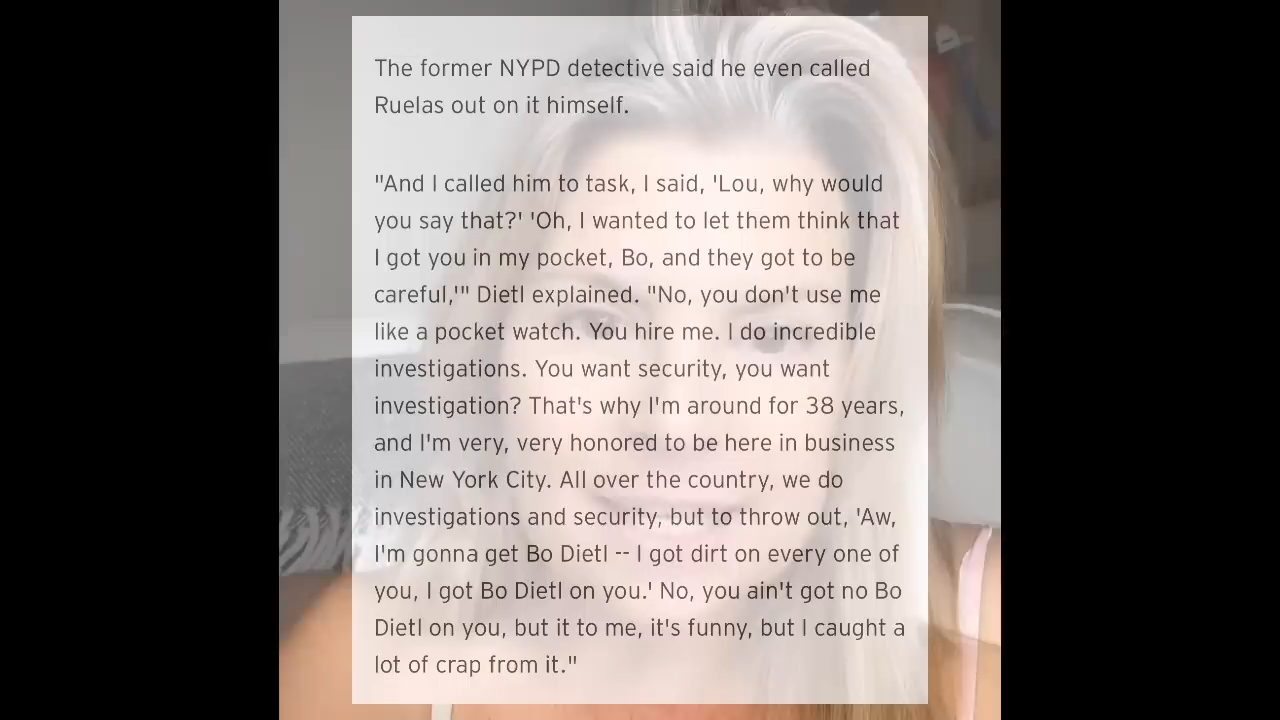 The former NYPD detective said he even called
Ruelas out on it himself.
"And I called him to task, I said, 'Lou, why would
you say that?' 'Oh, I wanted to let them think that
I got you in my pocket, Bo, and they got to be
careful,'" Dietl explained. "No, you don't use me
like a pocket watch. You hire me. I do incredible
investigations. You want security, you want
investigation? That's why I'm around for 38 years,
and I'm very, very honored to be here in business
in New York City. All over the country, we do
investigations and security, but to throw out, 'Aw,
I'm gonna get Bo Dietl -- I got dirt on every one of
you, I got Bo Dietl on you.' No, you ain't got no Bo
Dietl on you, but it to me, it's funny, but I caught a
lot of crap from it."